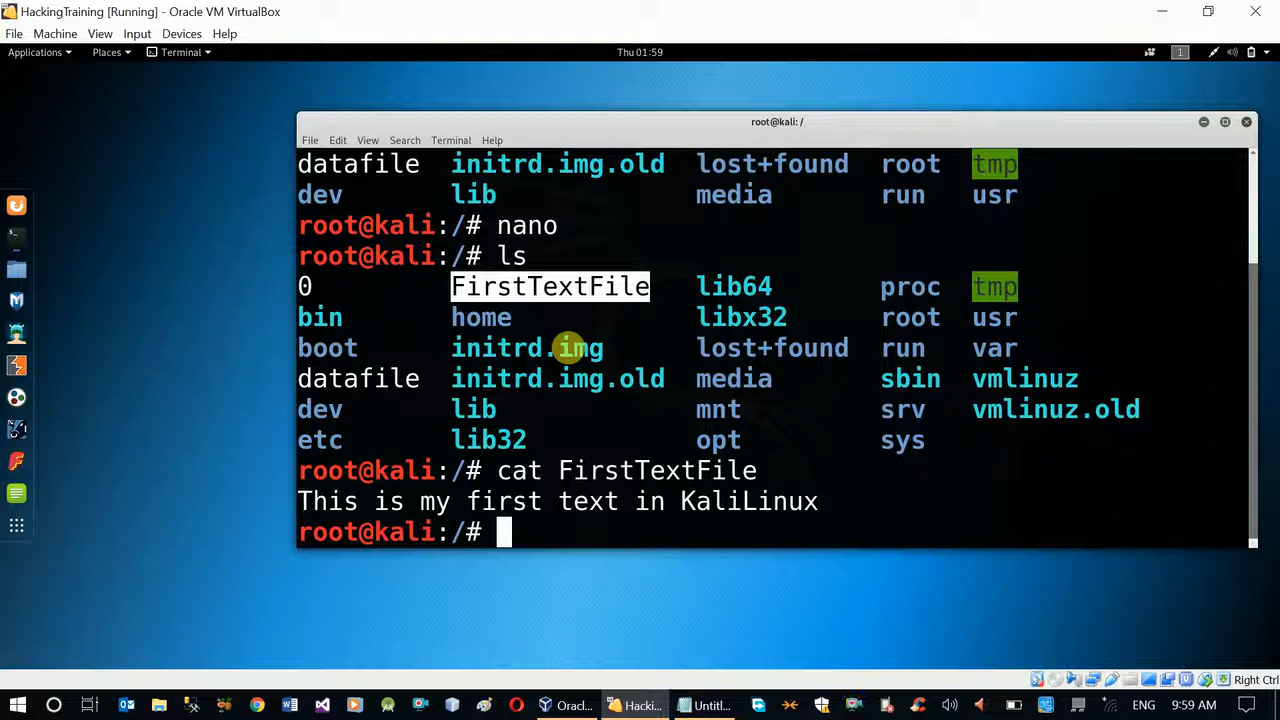 HackingTraining [Running] - Oracle VM VirtualBox
File Machine View Input Devices Help
Applications Places Terminal Thu 01:59 1
root@kali: /
File Edit View Search Terminal Help
datafile initrd.img.old lost+found root tmp
dev lib media run usr
root@kali:/# nano
root@kali:/# ls
0 FirstTextFile lib64 proc tmp
bin home libx32 root usr
boot initrd.img lost+found run var
datafile initrd.img.old media sbin vmlinuz
dev lib mnt srv vmlinuz.old
etc lib32 opt sys
root@kali:/# cat FirstTextFile
This is my first text in KaliLinux
root@kali:/#
Right Ctrl
Oracl... Hacki... Untitl... ENG 9:59 AM